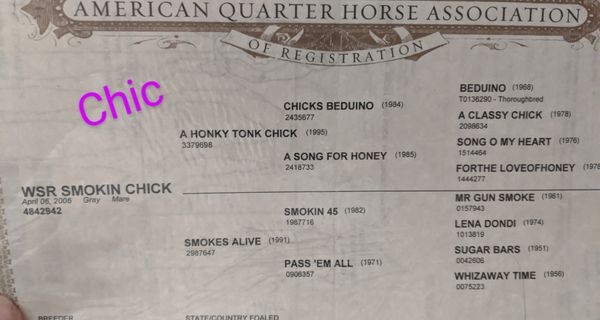 AMERICAN QUARTER HORSE ASSOCIATION
OF REGISTRATION
Chic
BEDUINO (1968)
T0136290 - Thoroughbred
CHICKS BEDUINO (1984)
2435677
A CLASSY CHICK (1978)
2098634
A HONKY TONK CHICK (1995)
3379698
SONG O MY HEART (1976)
1514464
A SONG FOR HONEY (1985)
2418733
FORTHE LOVEOFHONEY
1444277
WSR SMOKIN CHICK
April 06, 2006 Gray Mare
4842942
MR GUN SMOKE (1961)
0157943
SMOKIN 45 (1982)
1987716
LENA DONDI (1974)
1013819
SMOKES ALIVE (1991)
2987647
SUGAR BARS (1951)
0042606
PASS 'EM ALL (1971)
0906357
WHIZAWAY TIME (1956)
0075223
BREEDER STATE/COUNTRY FOALED